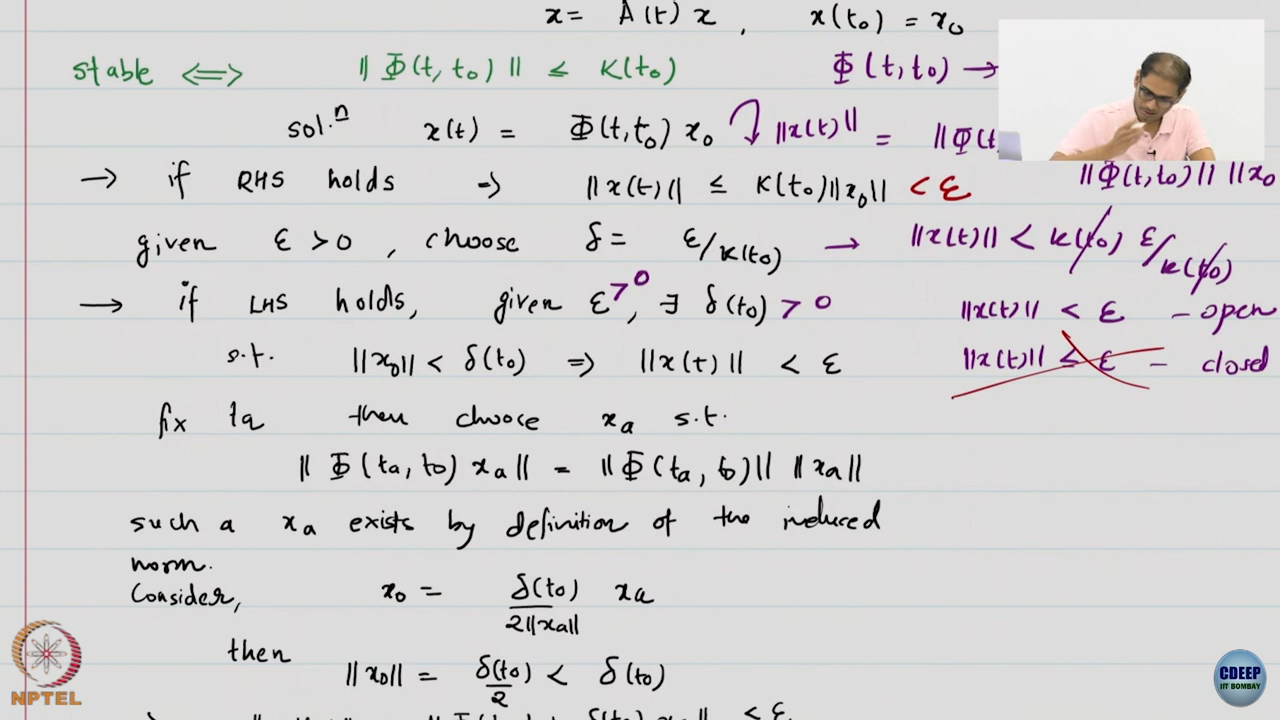 x = A(t) x , x(t₀) = x₀
stable ⟺ ‖Φ(t, t₀)‖ ≤ K(t₀) Φ(t, t₀) →
sol.ⁿ x(t) = Φ(t, t₀) x₀ ‖x(t)‖ = ‖Φ(t,
‖Φ(t, t₀)‖ ‖x₀
→ if RHS holds ⇒ ‖x(t)‖ ≤ K(t₀)‖x₀‖ < ε
given ε > 0 , choose δ = ε/K(t₀) → ‖x(t)‖ < K(t₀) ε/K(t₀)
→ if LHS holds, given ε > 0, ∃ δ(t₀) > 0 ‖x(t)‖ < ε – open
s.t. ‖x₀‖ < δ(t₀) ⇒ ‖x(t)‖ < ε ‖x(t)‖ ≤ ε – closed
fix ta then choose xa s.t.
‖Φ(ta, t₀) xa‖ = ‖Φ(ta, t₀)‖ ‖xa‖
such a xa exists by definition of the induced
norm.
Consider, x₀ = δ(t₀)/2‖xa‖ xa
then
‖x₀‖ = δ(t₀)/2 < δ(t₀)
< ε
NPTEL
CDEEP
IIT BOMBAY